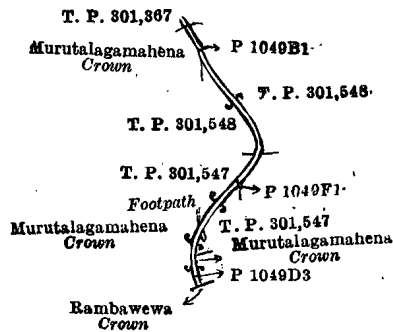 T. P. 301,367
Murutalagamahena
Crown
P 1049B1
T. P. 301,548
T. P. 301,548
T. P. 301,547
P 1049F1
Footpath
T. P. 301,547
Murutalagamahena
Crown
Murutalagamahena
Crown
P 1049D3
Rambawewa
Crown